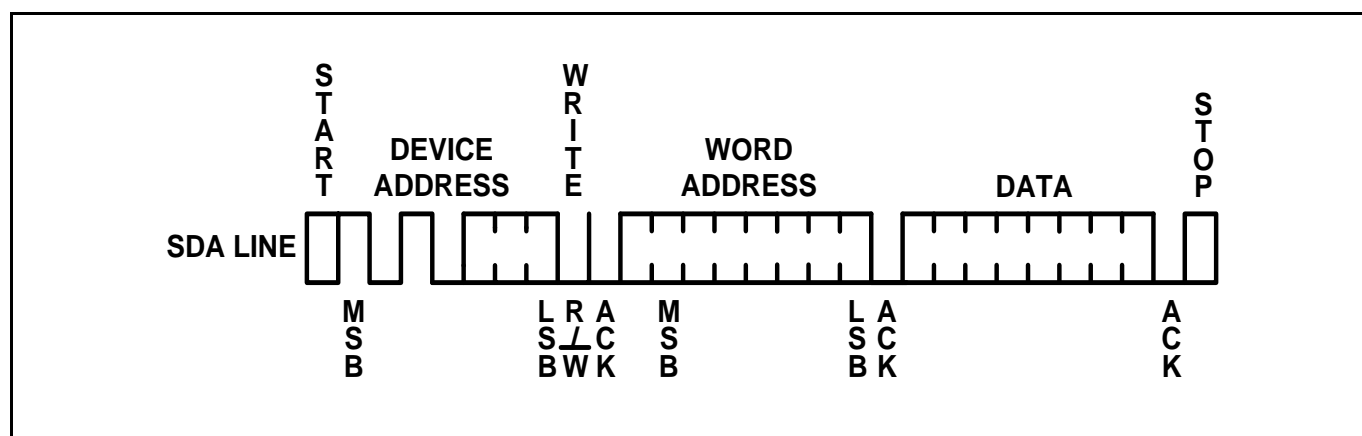 START
WRITE
STOP
DEVICE
ADDRESS
WORD
ADDRESS
DATA
SDA LINE
MSB
LSB
R/W
ACK
MSB
LSB
ACK
ACK